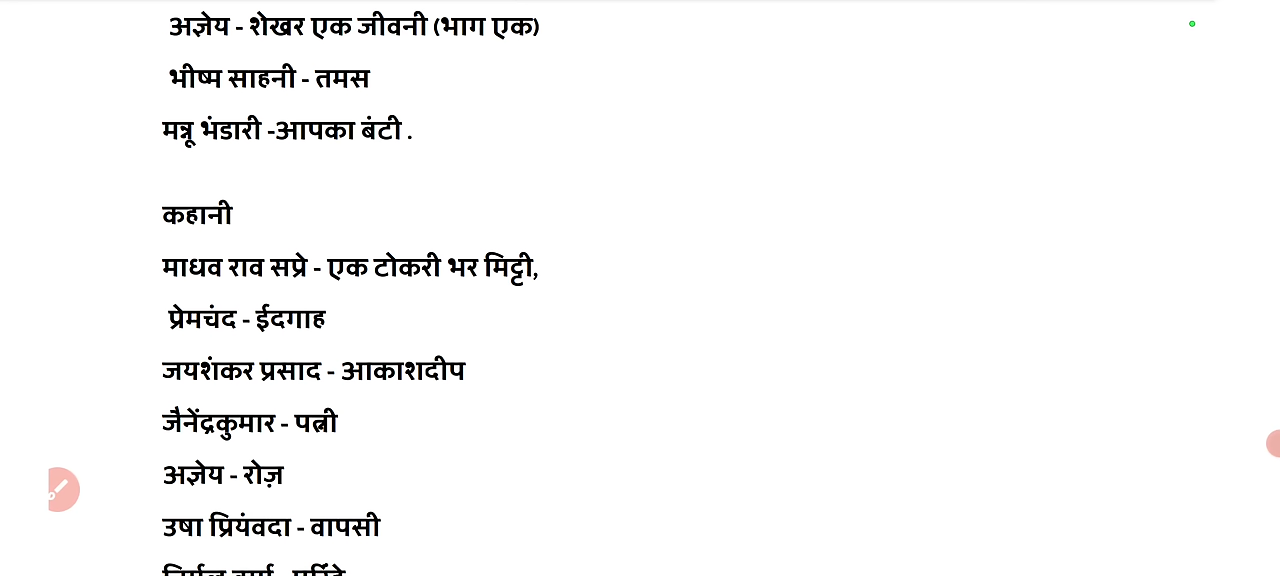 अज्ञेय - शेखर एक जीवनी (भाग एक)
भीष्म साहनी - तमस
मन्नू भंडारी -आपका बंटी .
कहानी
माधव राव सप्रे - एक टोकरी भर मिट्टी,
प्रेमचंद - ईदगाह
जयशंकर प्रसाद - आकाशदीप
जैनेंद्रकुमार - पत्नी
अज्ञेय - रोज़
उषा प्रियंवदा - वापसी